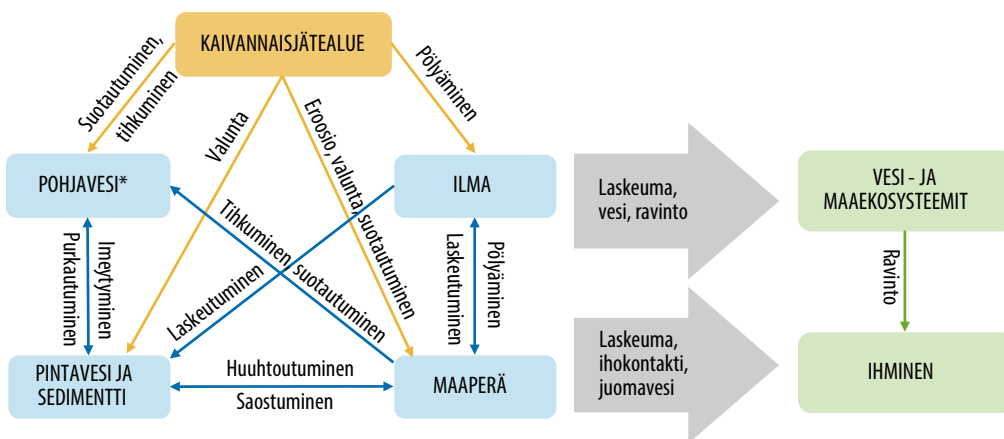 KAIVANNAISJÄTEALUE
Suotautuminen,
tihkuminen
Valunta
Eroosio, valunta, suotautuminen
Pölyäminen
POHJAVESI*
ILMA
Laskeuma,
vesi, ravinto
VESI - JA
MAAEKOSYSTEEMIT
Purkautuminen
Imeytyminen
Laskeutuminen
Tihkuminen, suotautuminen
Laskeutuminen
Pölyäminen
Ravinto
PINTAVESI JA
SEDIMENTTI
Huuhtoutuminen
Saostuminen
MAAPERÄ
Laskeuma,
ihokontakti,
juomavesi
IHMINEN